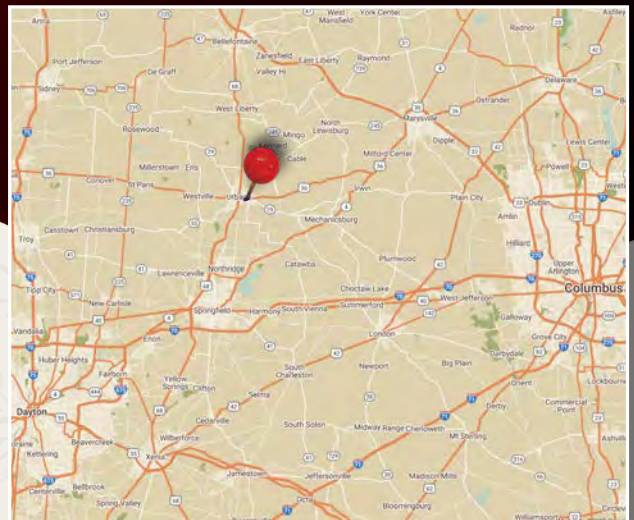 Anna
West
Mansfield
York Center
Ashley
Radnor
Bellefontaine
Port Jefferson
Zanesfield
East Liberty
Raymond
De Graff
Valley Hi
Sidney
Delaware
Ostrander
West Liberty
Marysville
Rosewood
North
Lewisburg
Mingo
Dipple
Lewis Center
Cable
Millerstown
Eris
Milford Center
Powell
Conover
St Paris
Westville
Irwin
Plain City
Dublin
Mechanicsburg
Amlin
Casstown
Christiansburg
Troy
Hilliard
Northridge
Catawba
Plumwood
Upper
Arlington
Lawrenceville
Tipp City
Choctaw Lake
Columbus
New Carlisle
Springfield
Harmony
South Vienna
Summerford
West Jefferson
Vandalia
Galloway
Enon
London
Grove City
Huber Heights
Darbydale
Fairborn
South
Charleston
Newport
Big Plain
Orient
Yellow
Springs
Clifton
Selma
Commercial
Point
Dayton
Derby
Cedarville
South Solon
Midway
Range
Chenoweth
Wilberforce
Mt Sterling
Beavercreek
Kettering
Xenia
Jamestown
Jeffersonville
Madison Mills
Bellbrook
Centerville
Spring Valley
Octa
Bloomingburg
Williamsport